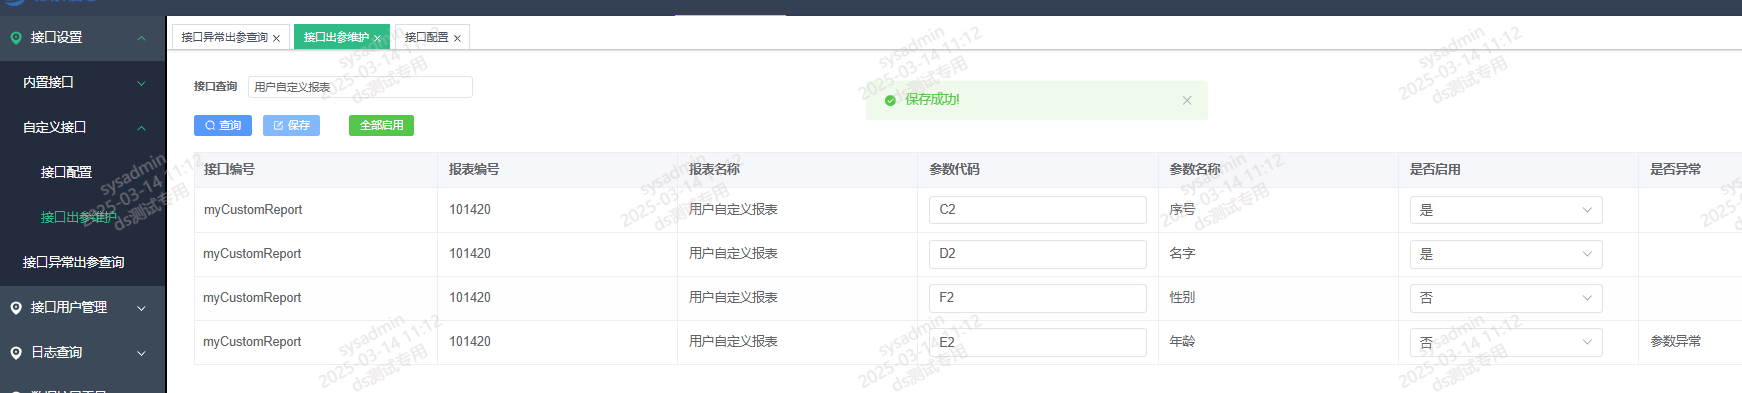 接口设置
接口异常出参查询 ×
接口出参维护 ×
接口配置 ×
内置接口
自定义接口
接口配置
接口出参维护
接口异常出参查询
接口用户管理
日志查询
接口查询 用户自定义报表
保存成功!
查询 保存 全部启用
接口编号 报表编号 报表名称 参数代码 参数名称 是否启用 是否异常
myCustomReport 101420 用户自定义报表 C2 序号 是
myCustomReport 101420 用户自定义报表 D2 名字 是
myCustomReport 101420 用户自定义报表 F2 性别 否
myCustomReport 101420 用户自定义报表 E2 年龄 否 参数异常
sysadmin
2025-03-14 11:12
ds测试专用